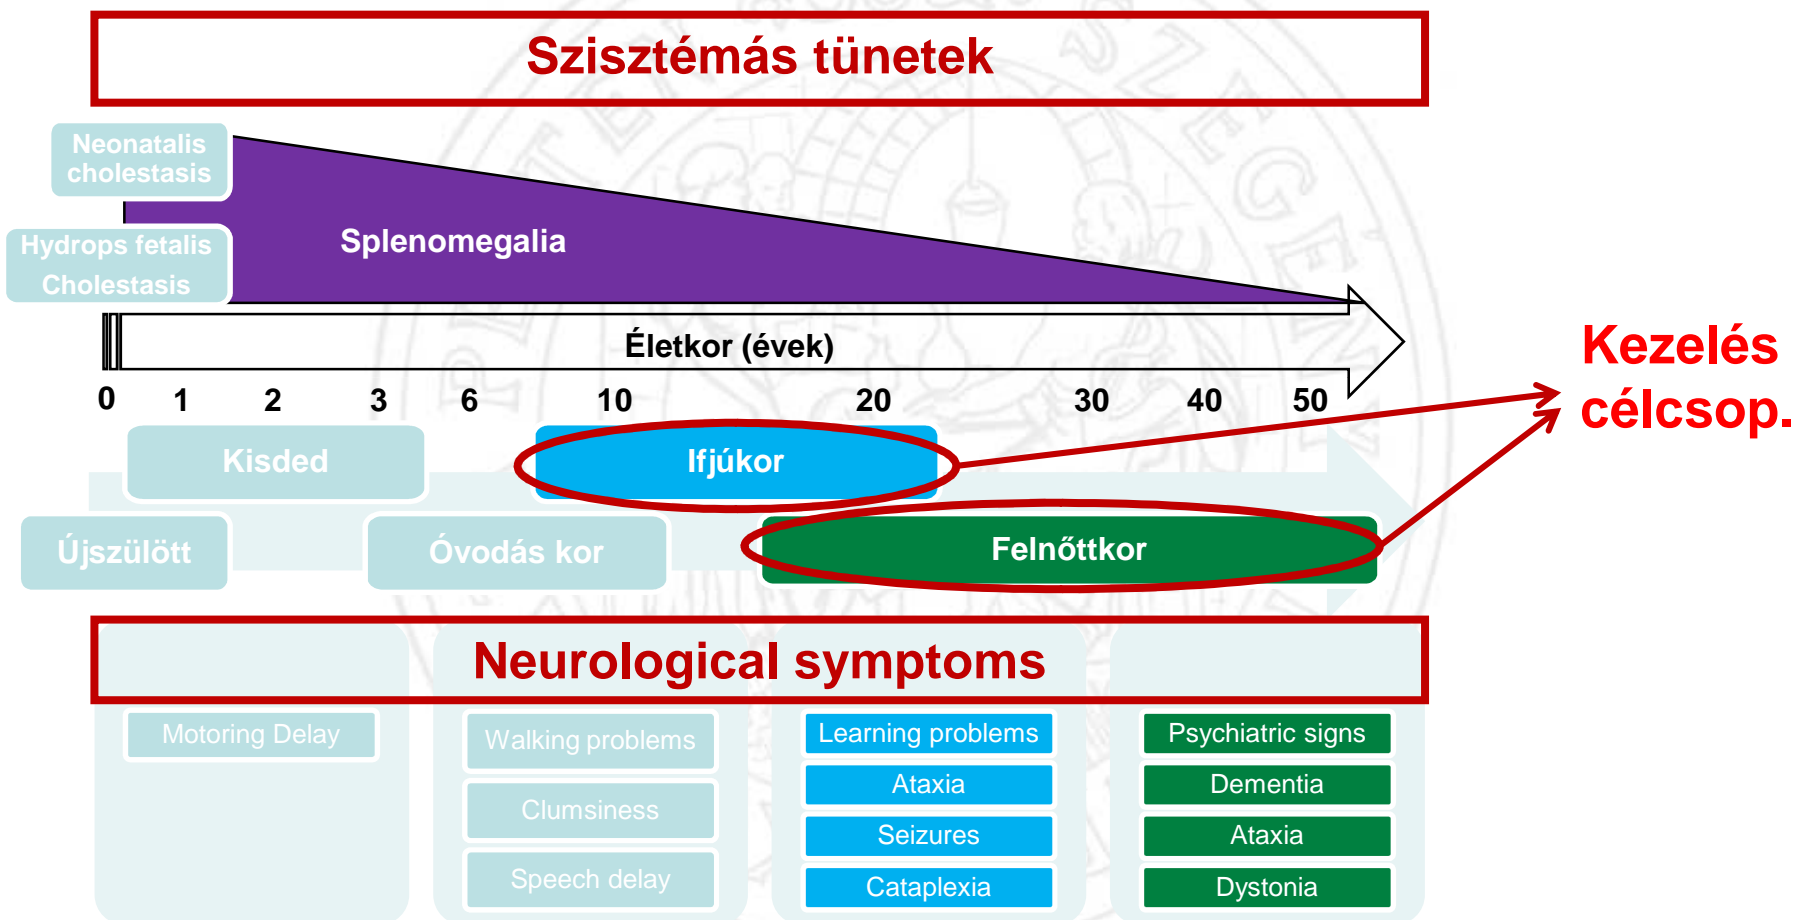 Szisztémás tünetek
Neonatalis
cholestasis
Hydrops fetalis
Cholestasis
Splenomegalia
Életkor (évek)
0 1 2 3 6 10 20 30 40 50
Kezelés
célcsop.
Kisded
Ifjúkor
Újszülött
Óvodás kor
Felnőttkor
Neurological symptoms
Motoring Delay
Walking problems
Clumsiness
Speech delay
Learning problems
Ataxia
Seizures
Cataplexia
Psychiatric signs
Dementia
Ataxia
Dystonia